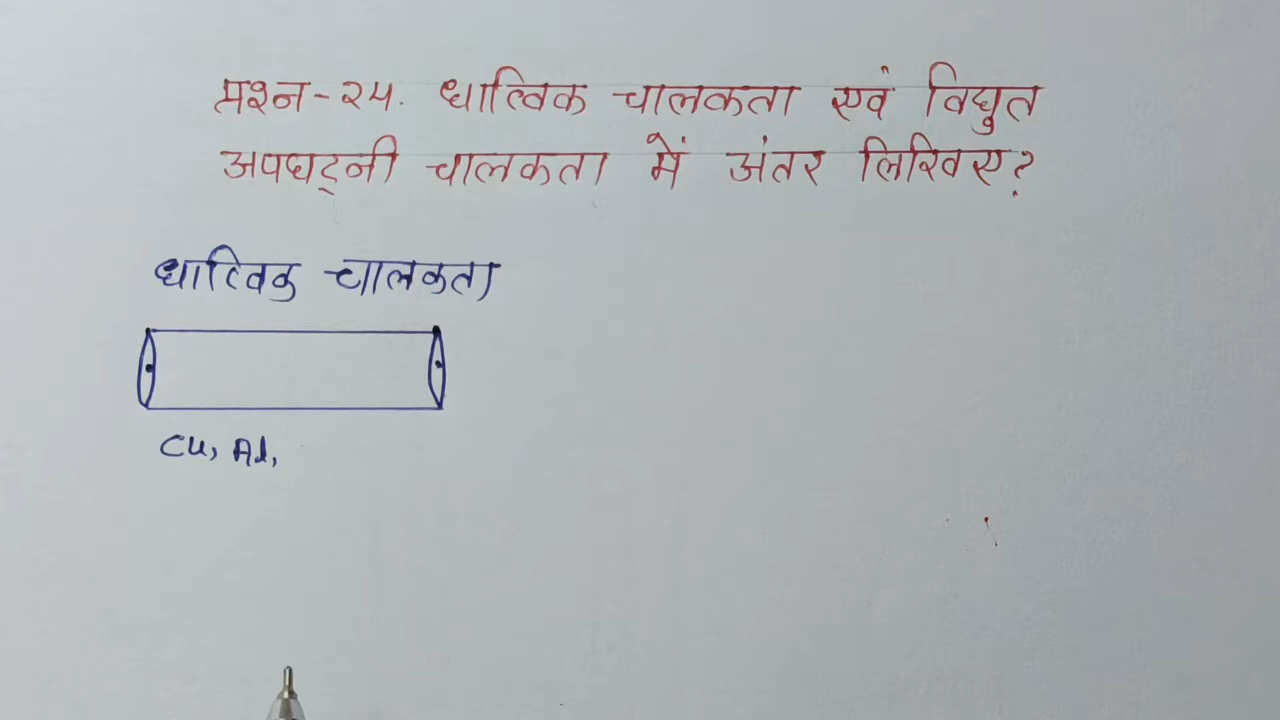 प्रश्न-२५. धात्विक चालकता एवं विद्युत
अपघट्नी चालकता में अंतर लिखिए?
धात्विक चालकता
Cu, Al,